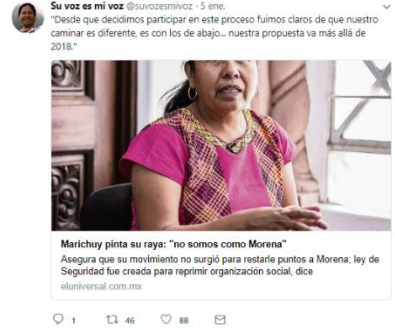 Su voz es mi voz @suvozesmivoz · 5 ene.
"Desde que decidimos participar en este proceso fuimos claros de que nuestro
caminar es diferente, es con los de abajo... nuestra propuesta va más allá de
2018."
Marichuy pinta su raya: "no somos como Morena"
Asegura que su movimiento no surgió para restarle puntos a Morena; ley de
Seguridad fue creada para reprimir organización social, dice
eluniversal.com.mx
1 46 88